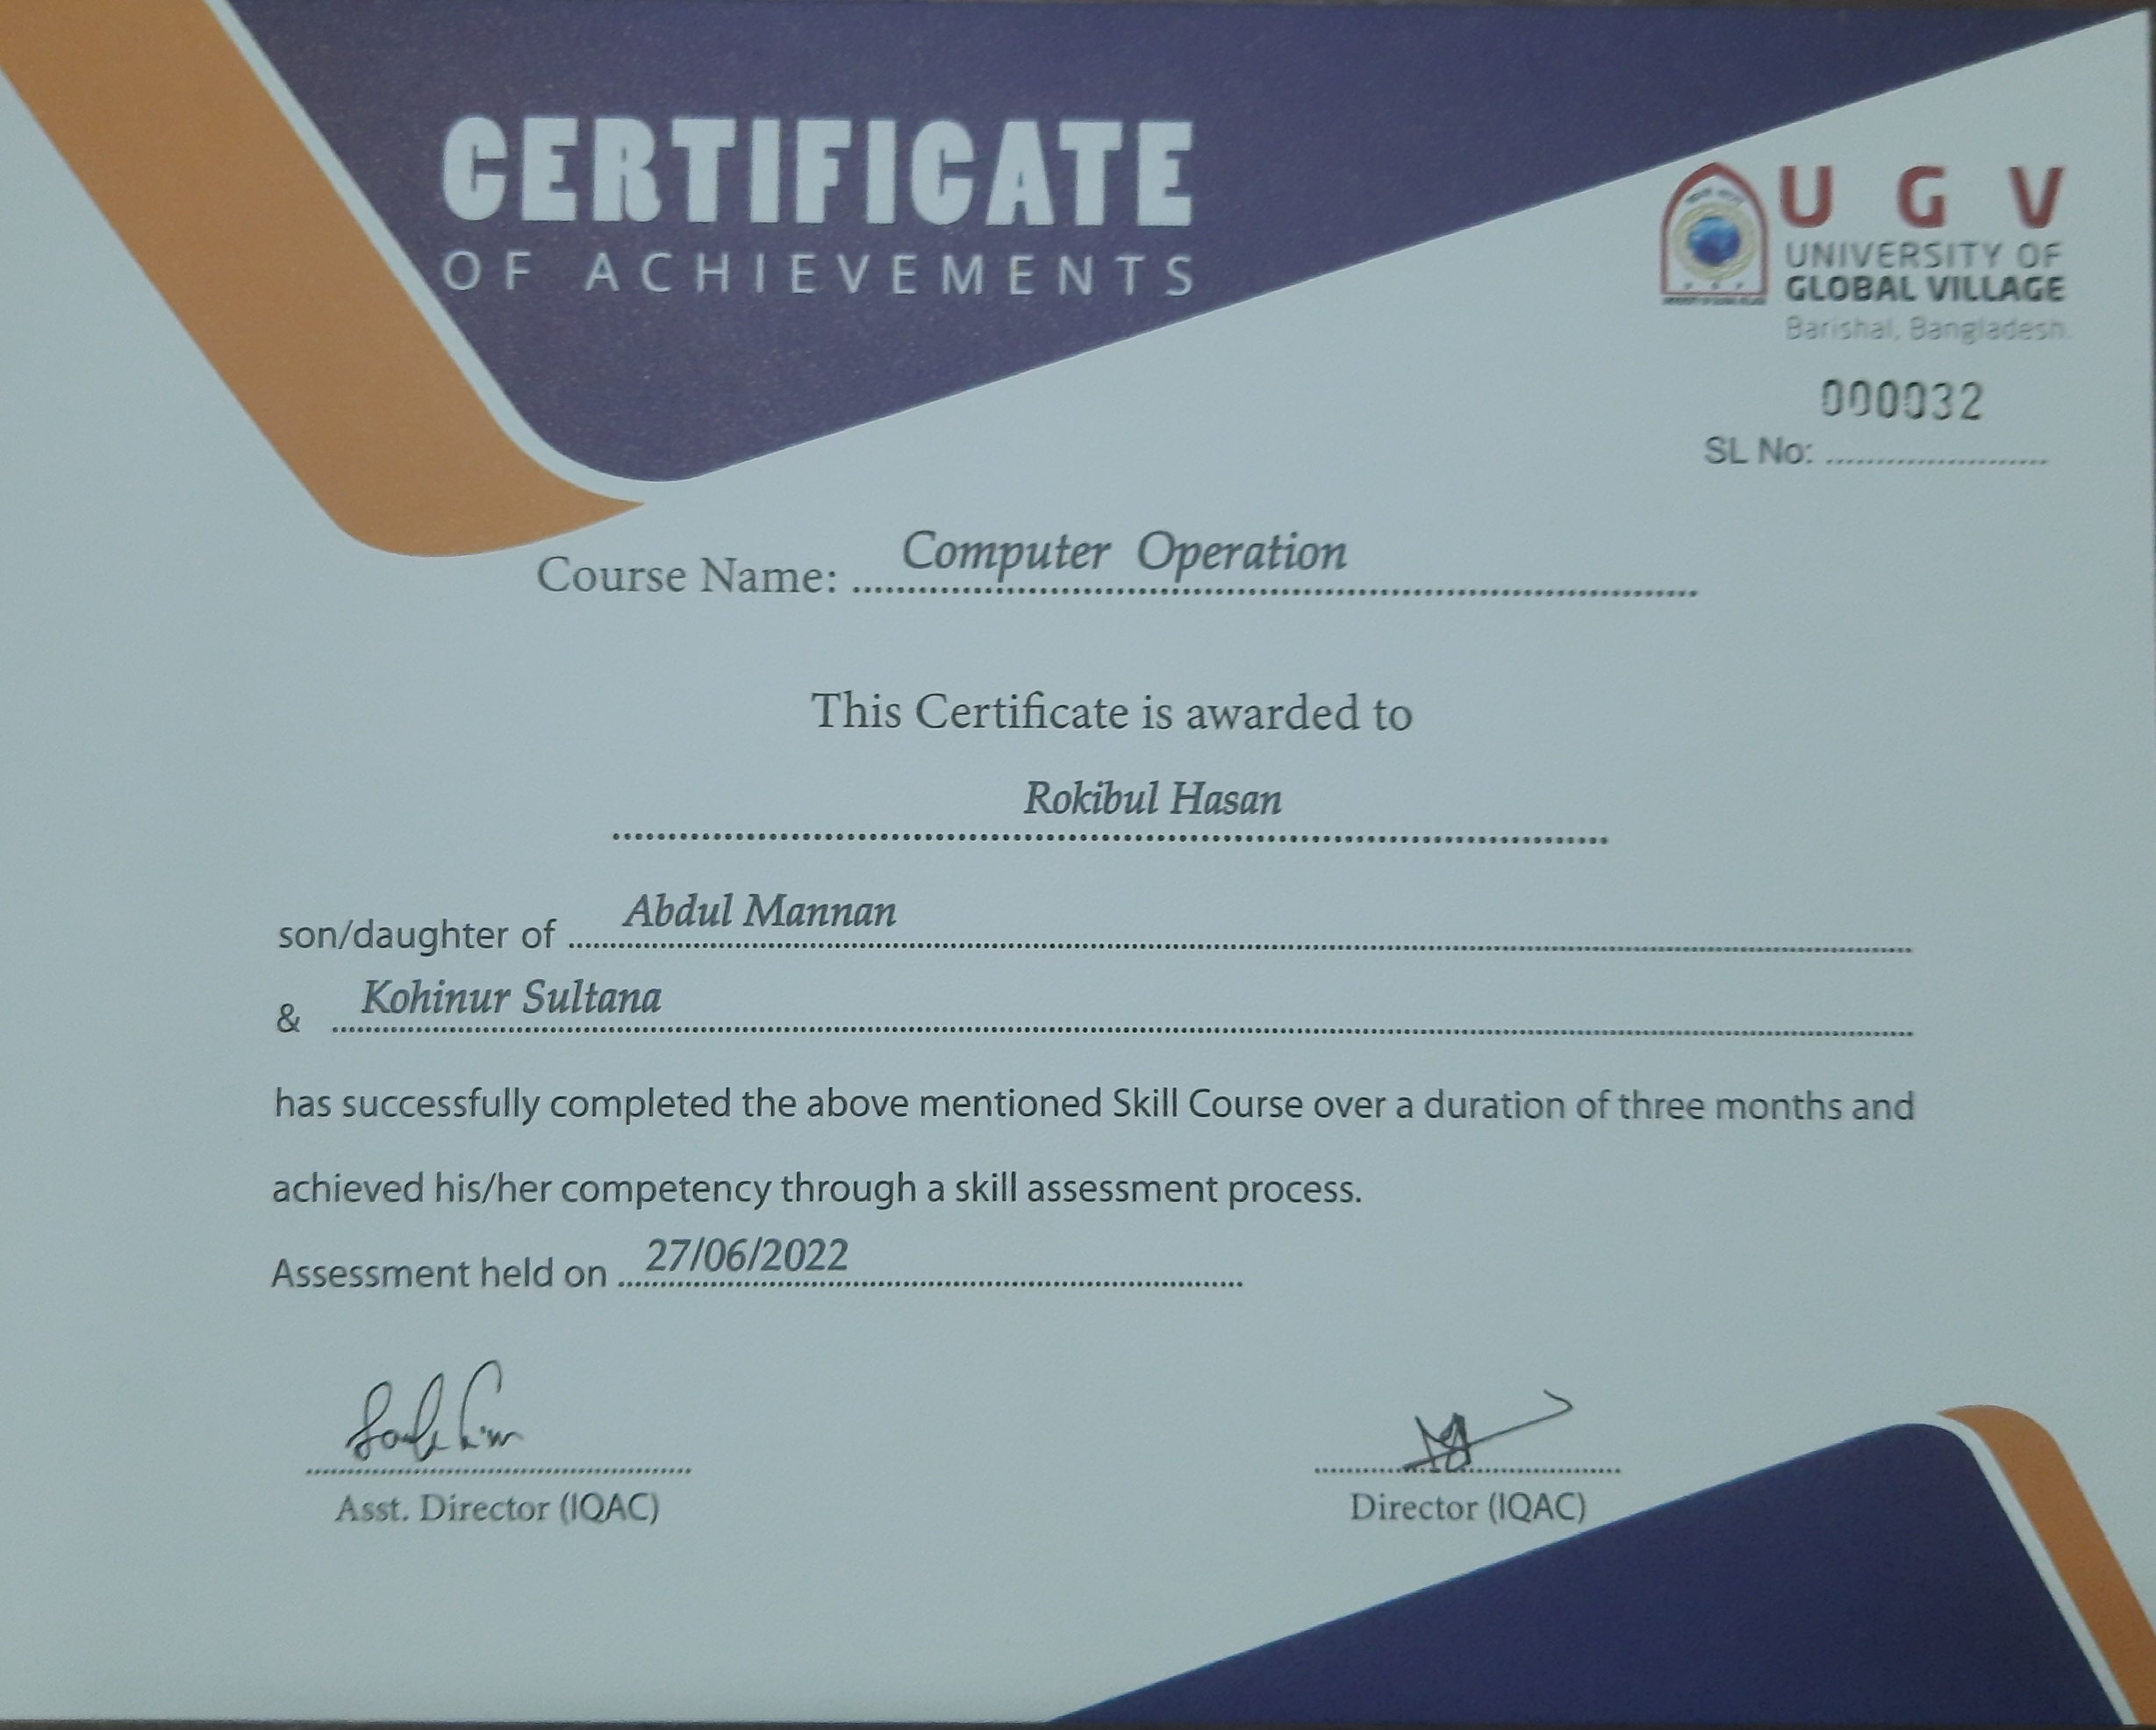 CERTIFICATE
OF ACHIEVEMENTS
U G V
UNIVERSITY OF
GLOBAL VILLAGE
Barishal, Bangladesh.
000032
SL No: ........................
Course Name: Computer Operation
This Certificate is awarded to
Rokibul Hasan
son/daughter of Abdul Mannan
& Kohinur Sultana
has successfully completed the above mentioned Skill Course over a duration of three months and
achieved his/her competency through a skill assessment process.
Assessment held on 27/06/2022
Asst. Director (IQAC)
Director (IQAC)